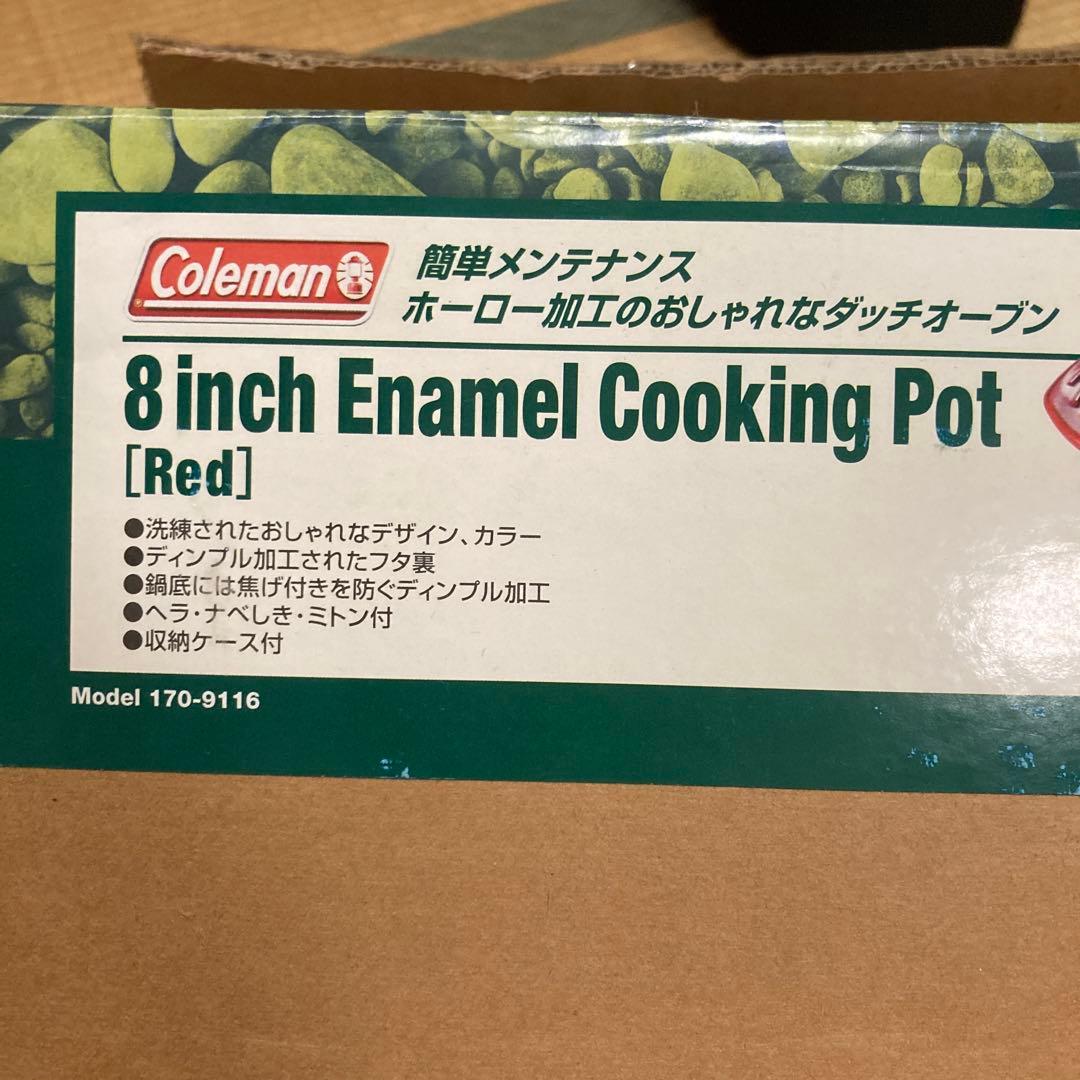 Coleman
簡単メンテナンス
ホーロー加工のおしゃれなダッチオーブン
8 inch Enamel Cooking Pot
[Red]
●洗練されたおしゃれなデザイン、カラー
●ディンプル加工されたフタ裏
●鍋底には焦げ付きを防ぐディンプル加工
●ヘラ・ナベしき・ミトン付
●収納ケース付
Model 170-9116